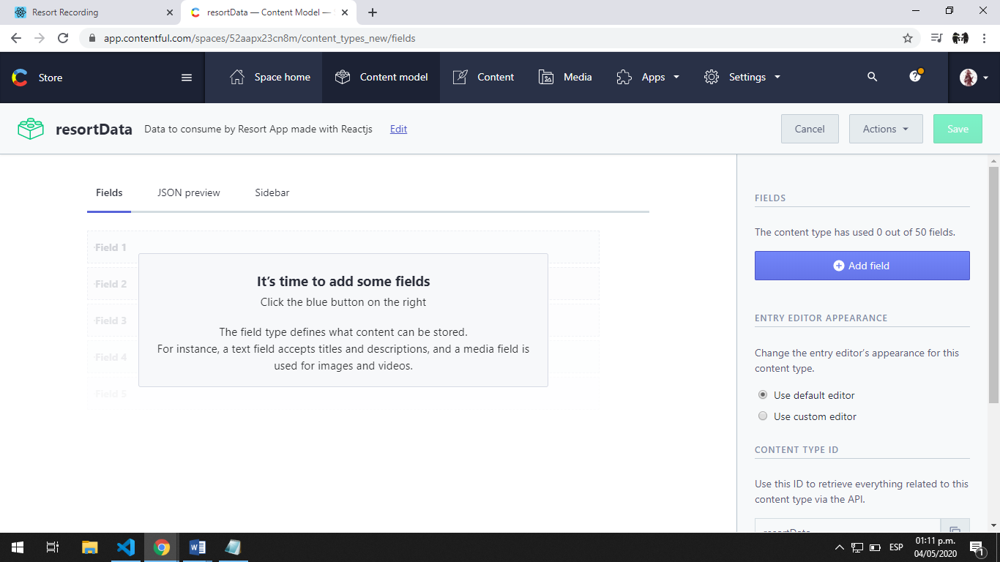 Resort Recording
resortData — Content Model —
app.contentful.com/spaces/52aapx23cn8m/content_types_new/fields
Store
Space home
Content model
Content
Media
Apps
Settings
?
resortData
Data to consume by Resort App made with Reactjs
Edit
Cancel
Actions
Save
Fields
JSON preview
Sidebar
Field 1
Field 2
Field 3
Field 4
Field 5
It's time to add some fields
Click the blue button on the right
The field type defines what content can be stored.
For instance, a text field accepts titles and descriptions, and a media field is
used for images and videos.
FIELDS
The content type has used 0 out of 50 fields.
Add field
ENTRY EDITOR APPEARANCE
Change the entry editor's appearance for this
content type.
Use default editor
Use custom editor
CONTENT TYPE ID
Use this ID to retrieve everything related to this
content type via the API.
resortData
ESP
01:11 p.m.
04/05/2020
1